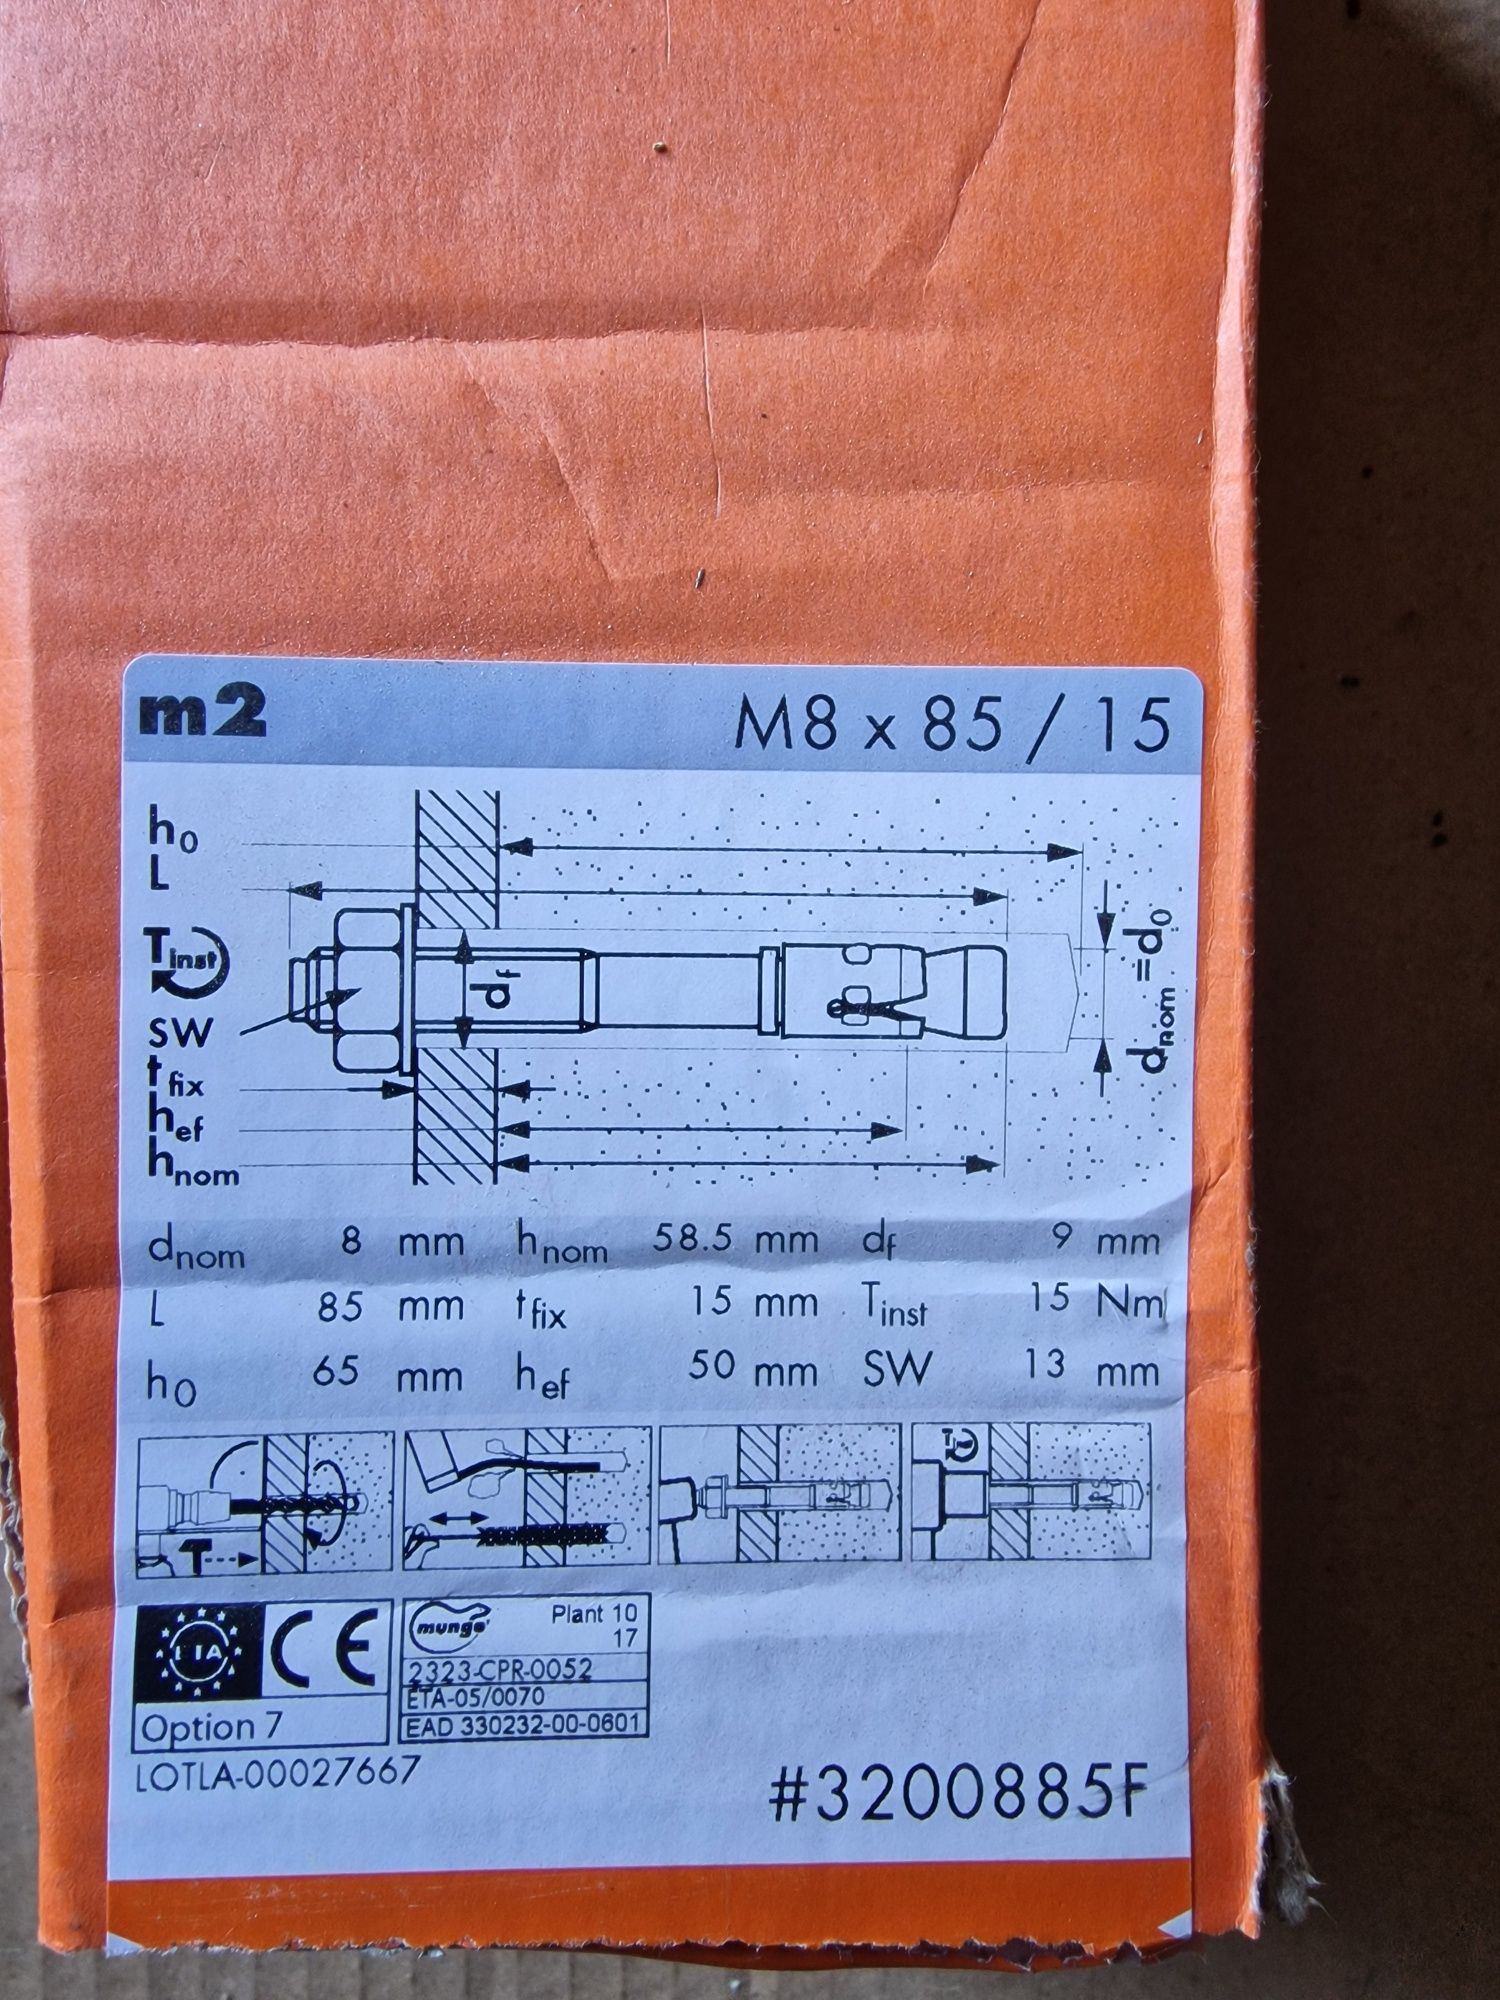 m2 M8 x 85 / 15
h0
L
Tinst
SW
tfix
hef
hnom
df
dnom = d0
dnom 8 mm hnom 58.5 mm df 9 mm
L 85 mm tfix 15 mm Tinst 15 Nm
h0 65 mm hef 50 mm SW 13 mm
T
T
CE
Option 7
mungo Plant 10
17
2323-CPR-0052
ETA-05/0070
EAD 330232-00-0601
LOTLA-00027667
#3200885F